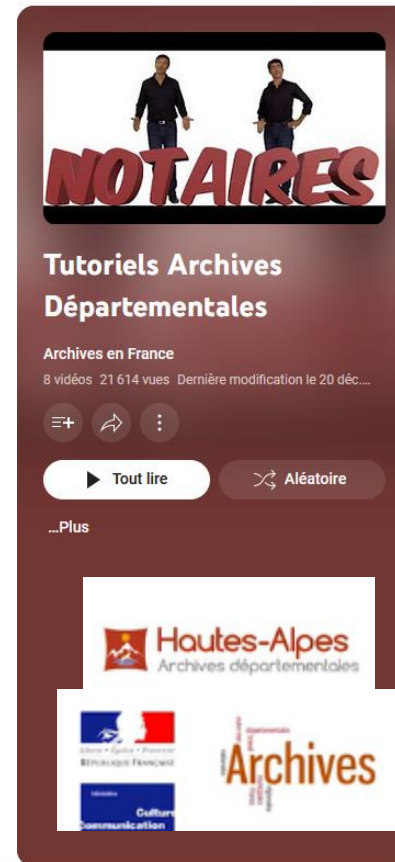 NOTAIRES
Tutoriels Archives
Départementales
Archives en France
8 vidéos 21 614 vues Dernière modification le 20 déc....
Tout lire
Aléatoire
...Plus
Hautes-Alpes
Archives départementales
Liberté • Égalité • Fraternité
RÉPUBLIQUE FRANÇAISE
Archives
Ministère
Culture
Communication